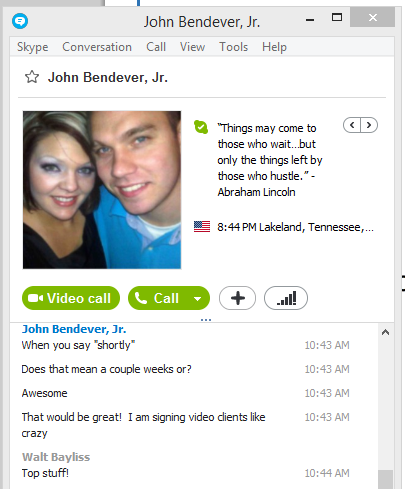 John Bendever, Jr.
Skype Conversation Call View Tools Help
John Bendever, Jr.
“Things may come to
those who wait...but
only the things left by
those who hustle.” -
Abraham Lincoln
8:44 PM Lakeland, Tennessee,...
Video call Call
John Bendever, Jr.
When you say "shortly" 10:43 AM
Does that mean a couple weeks or? 10:43 AM
Awesome 10:43 AM
That would be great! I am signing video clients like 10:43 AM
crazy
Walt Bayliss
Top stuff! 10:44 AM